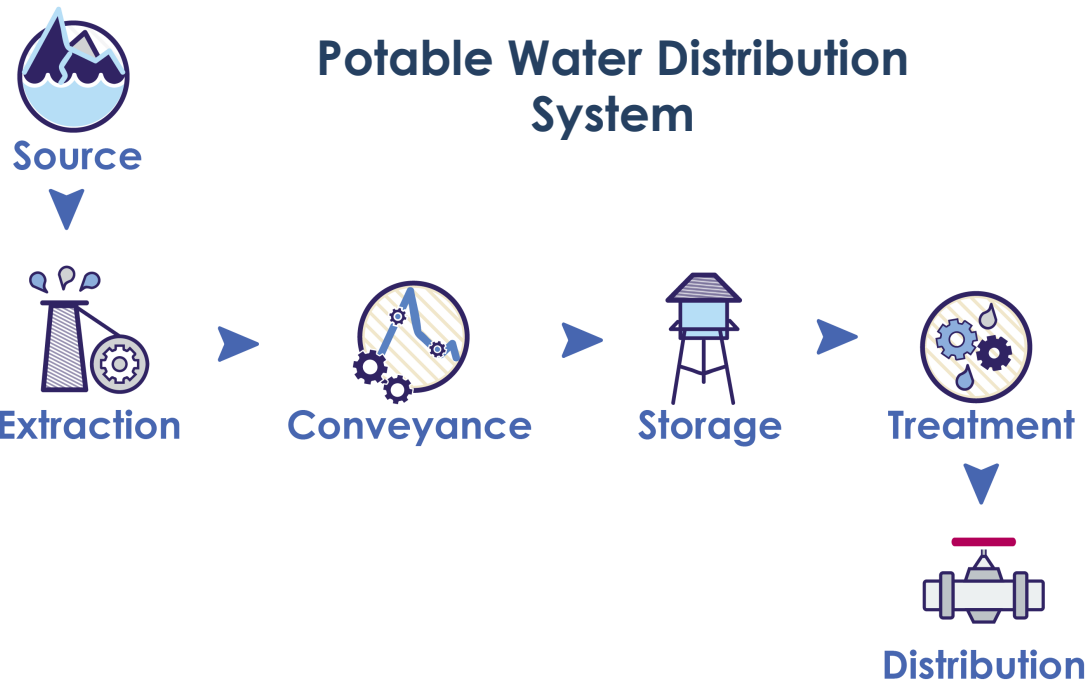 Potable Water Distribution
System
Source
Extraction
Conveyance
Storage
Treatment
Distribution